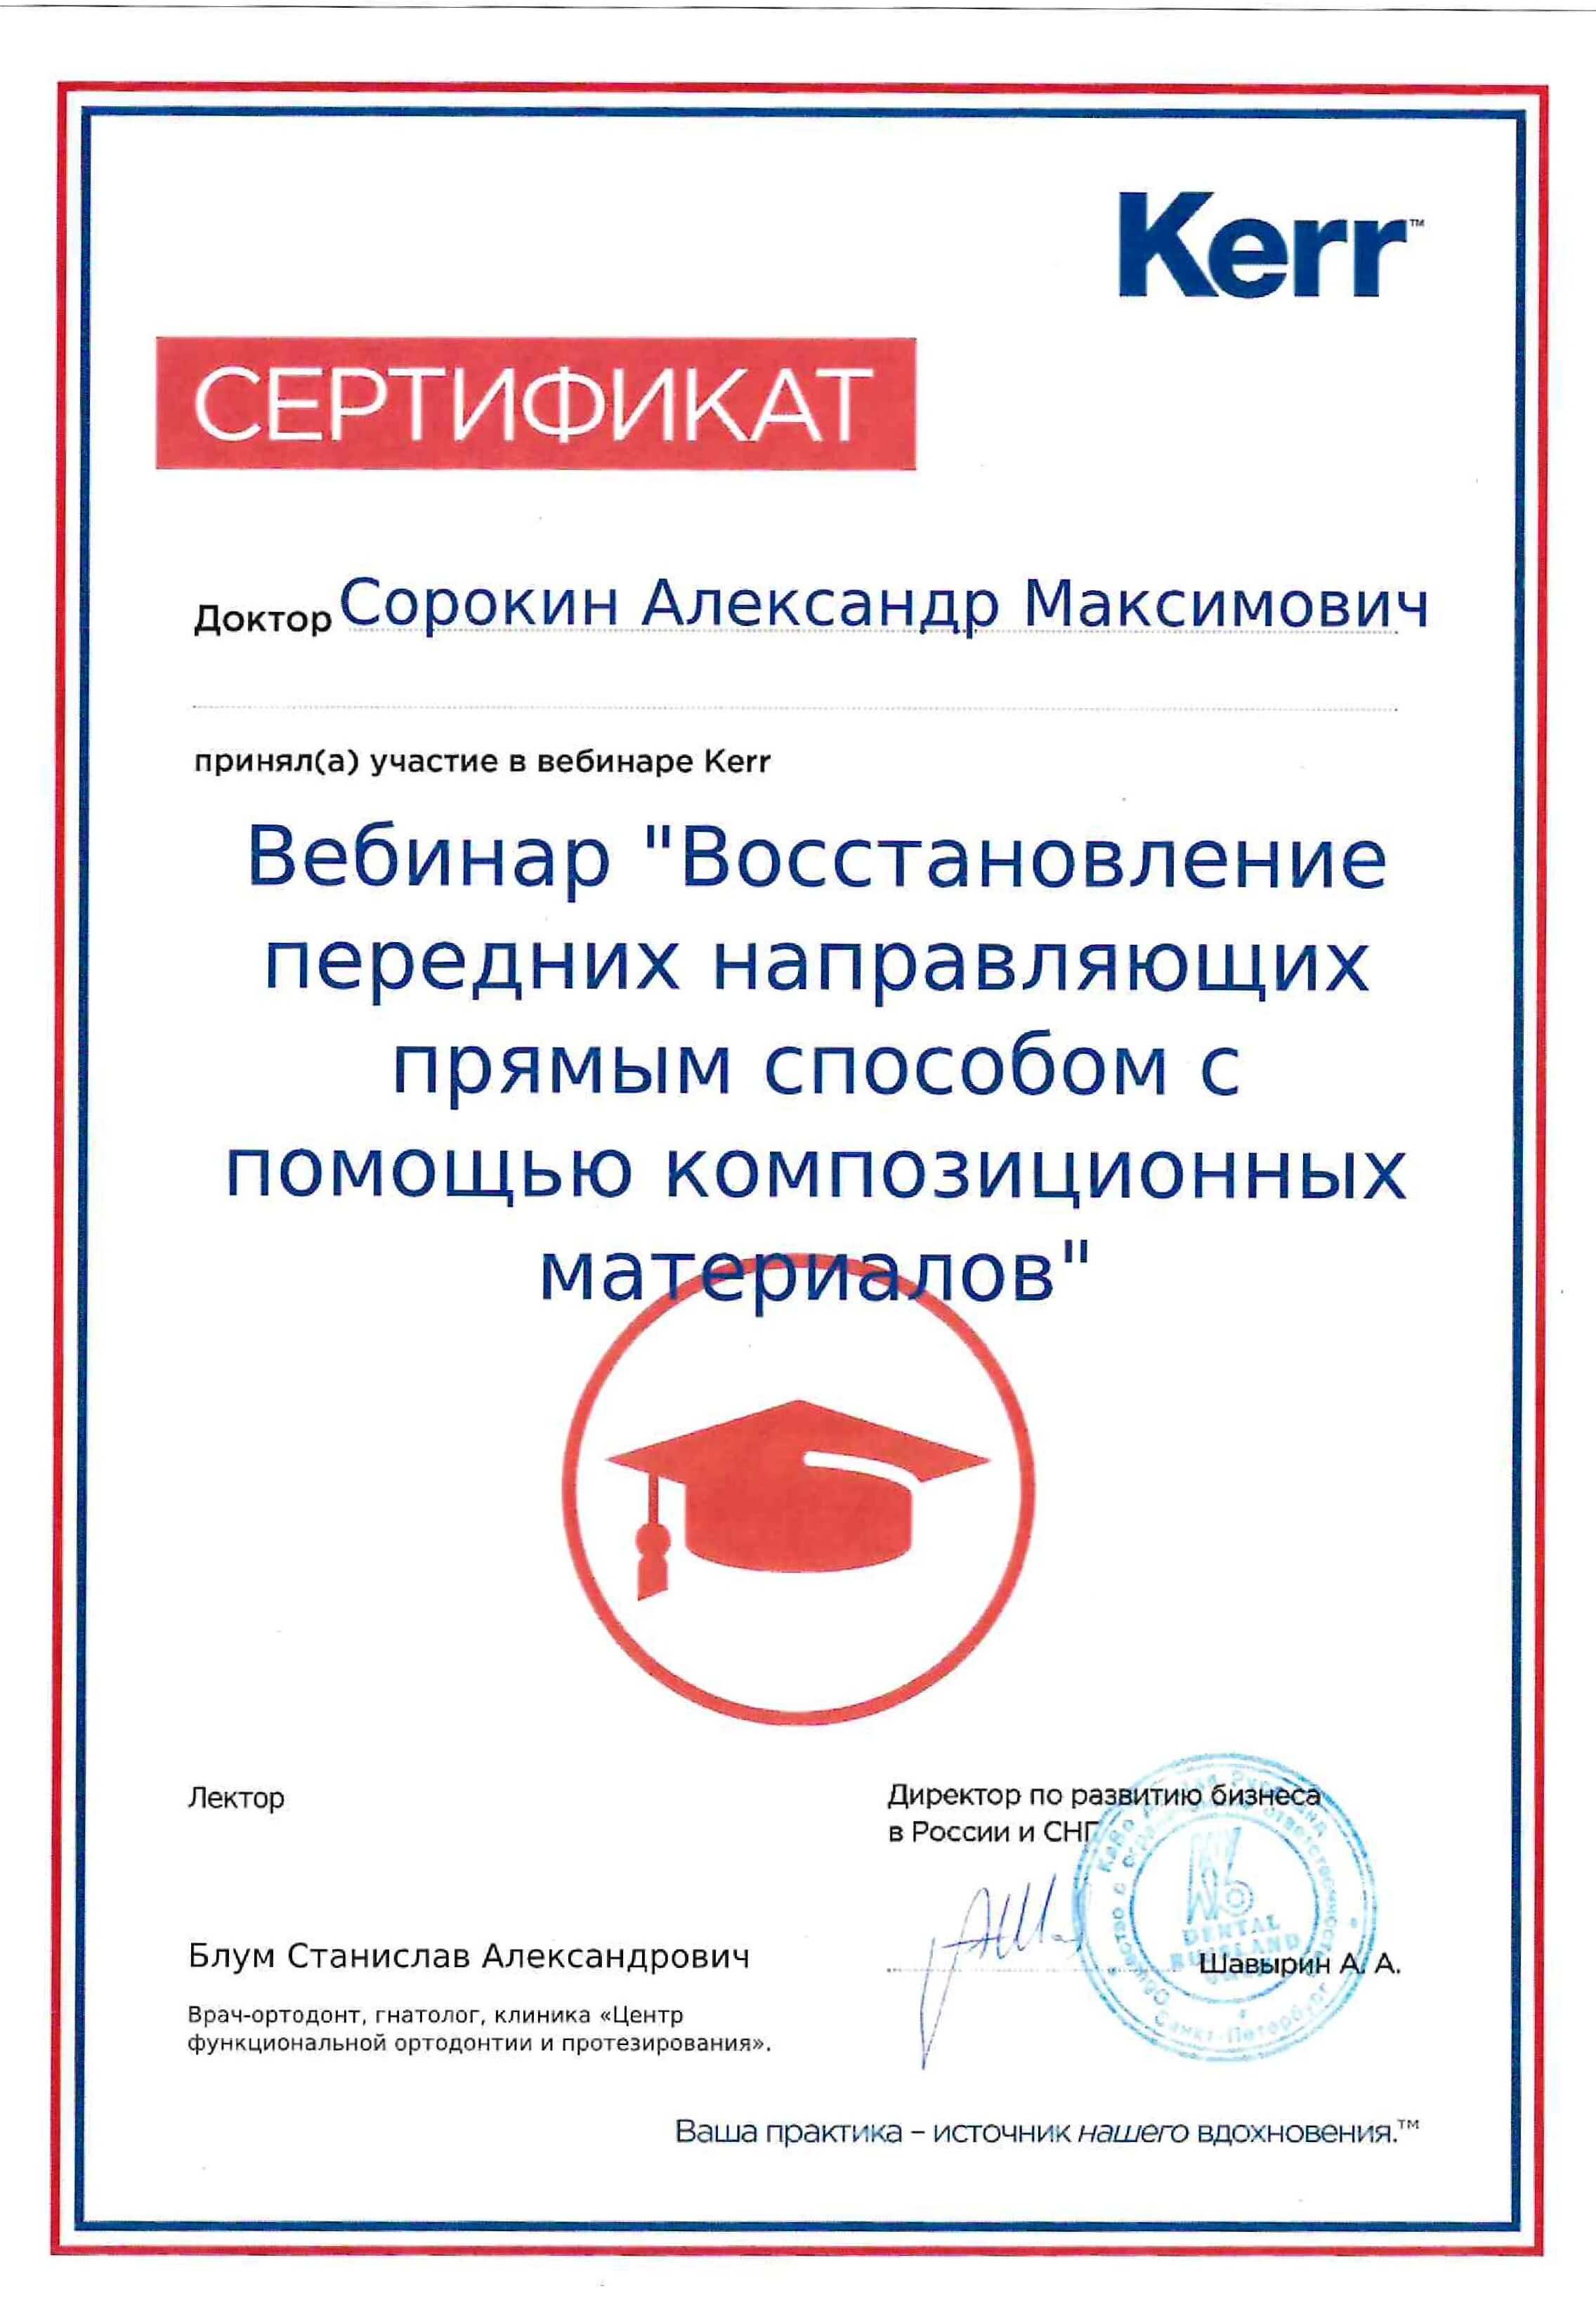 Kerr™
СЕРТИФИКАТ
Доктор Сорокин Александр Максимович
принял(а) участие в вебинаре Kerr
Вебинар "Восстановление
передних направляющих
прямым способом с
помощью композиционных
материалов"
Лектор
Директор по развитию бизнеса
в России и СНГ
Блум Станислав Александрович
Шавырин А. А.
Врач-ортодонт, гнатолог, клиника «Центр
функциональной ортодонтии и протезирования».
DENTAL
RUSSLAND
Санкт-Петербург
Ваша практика – источник нашего вдохновения.™